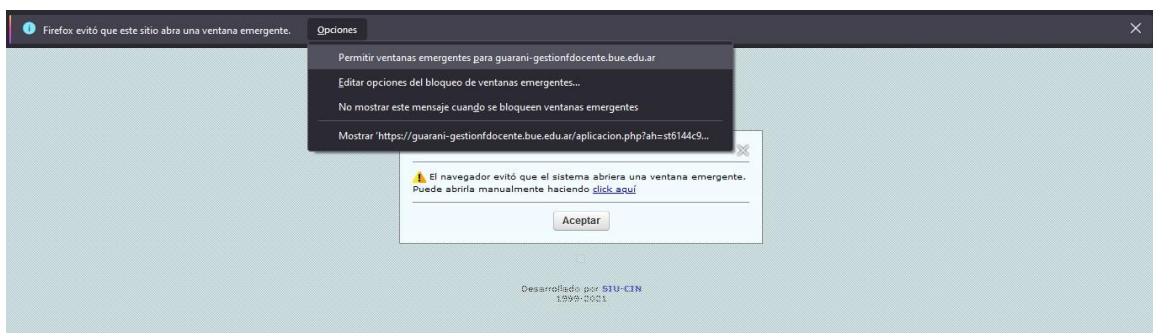 Firefox evitó que este sitio abra una ventana emergente.
Opciones
Permitir ventanas emergentes para guarani-gestionfdocente.bue.edu.ar
Editar opciones del bloqueo de ventanas emergentes...
No mostrar este mensaje cuando se bloqueen ventanas emergentes
Mostrar 'https://guarani-gestionfdocente.bue.edu.ar/aplicacion.php?ah=st6144c9...
El navegador evitó que el sistema abriera una ventana emergente.
Puede abrirla manualmente haciendo click aquí
Aceptar
Desarrollado por SIU-CIN
1999-2021